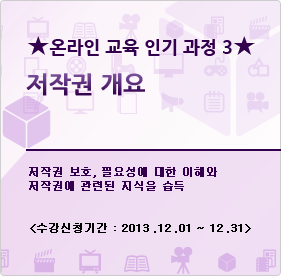 ★온라인 교육 인기 과정 3★
저작권 개요
저작권 보호, 필요성에 대한 이해와
저작권에 관련된 지식을 습득
<수강신청기간 : 2013 .12.01 ~ 12.31>